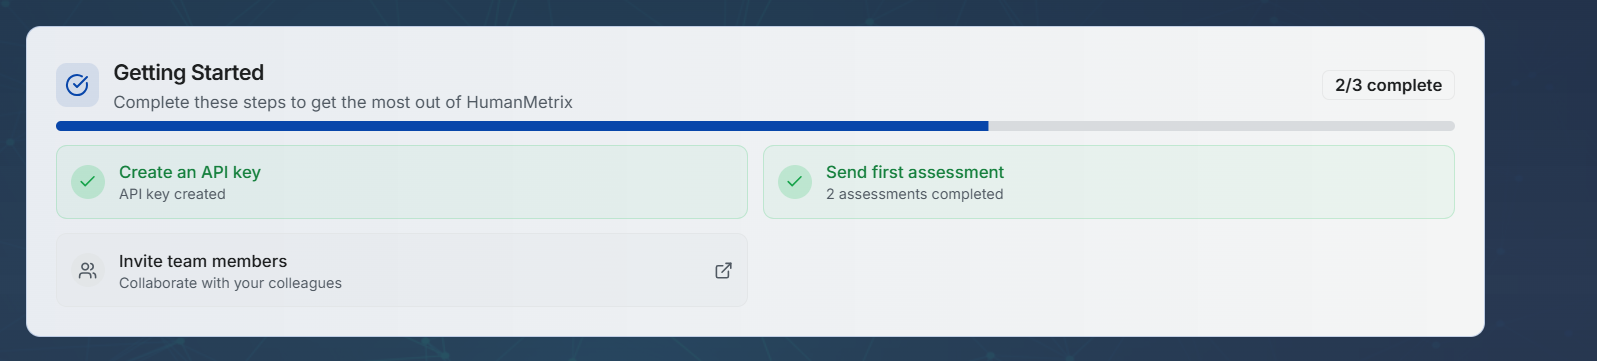 Getting Started
Complete these steps to get the most out of HumanMetrix
2/3 complete
Create an API key
API key created
Send first assessment
2 assessments completed
Invite team members
Collaborate with your colleagues